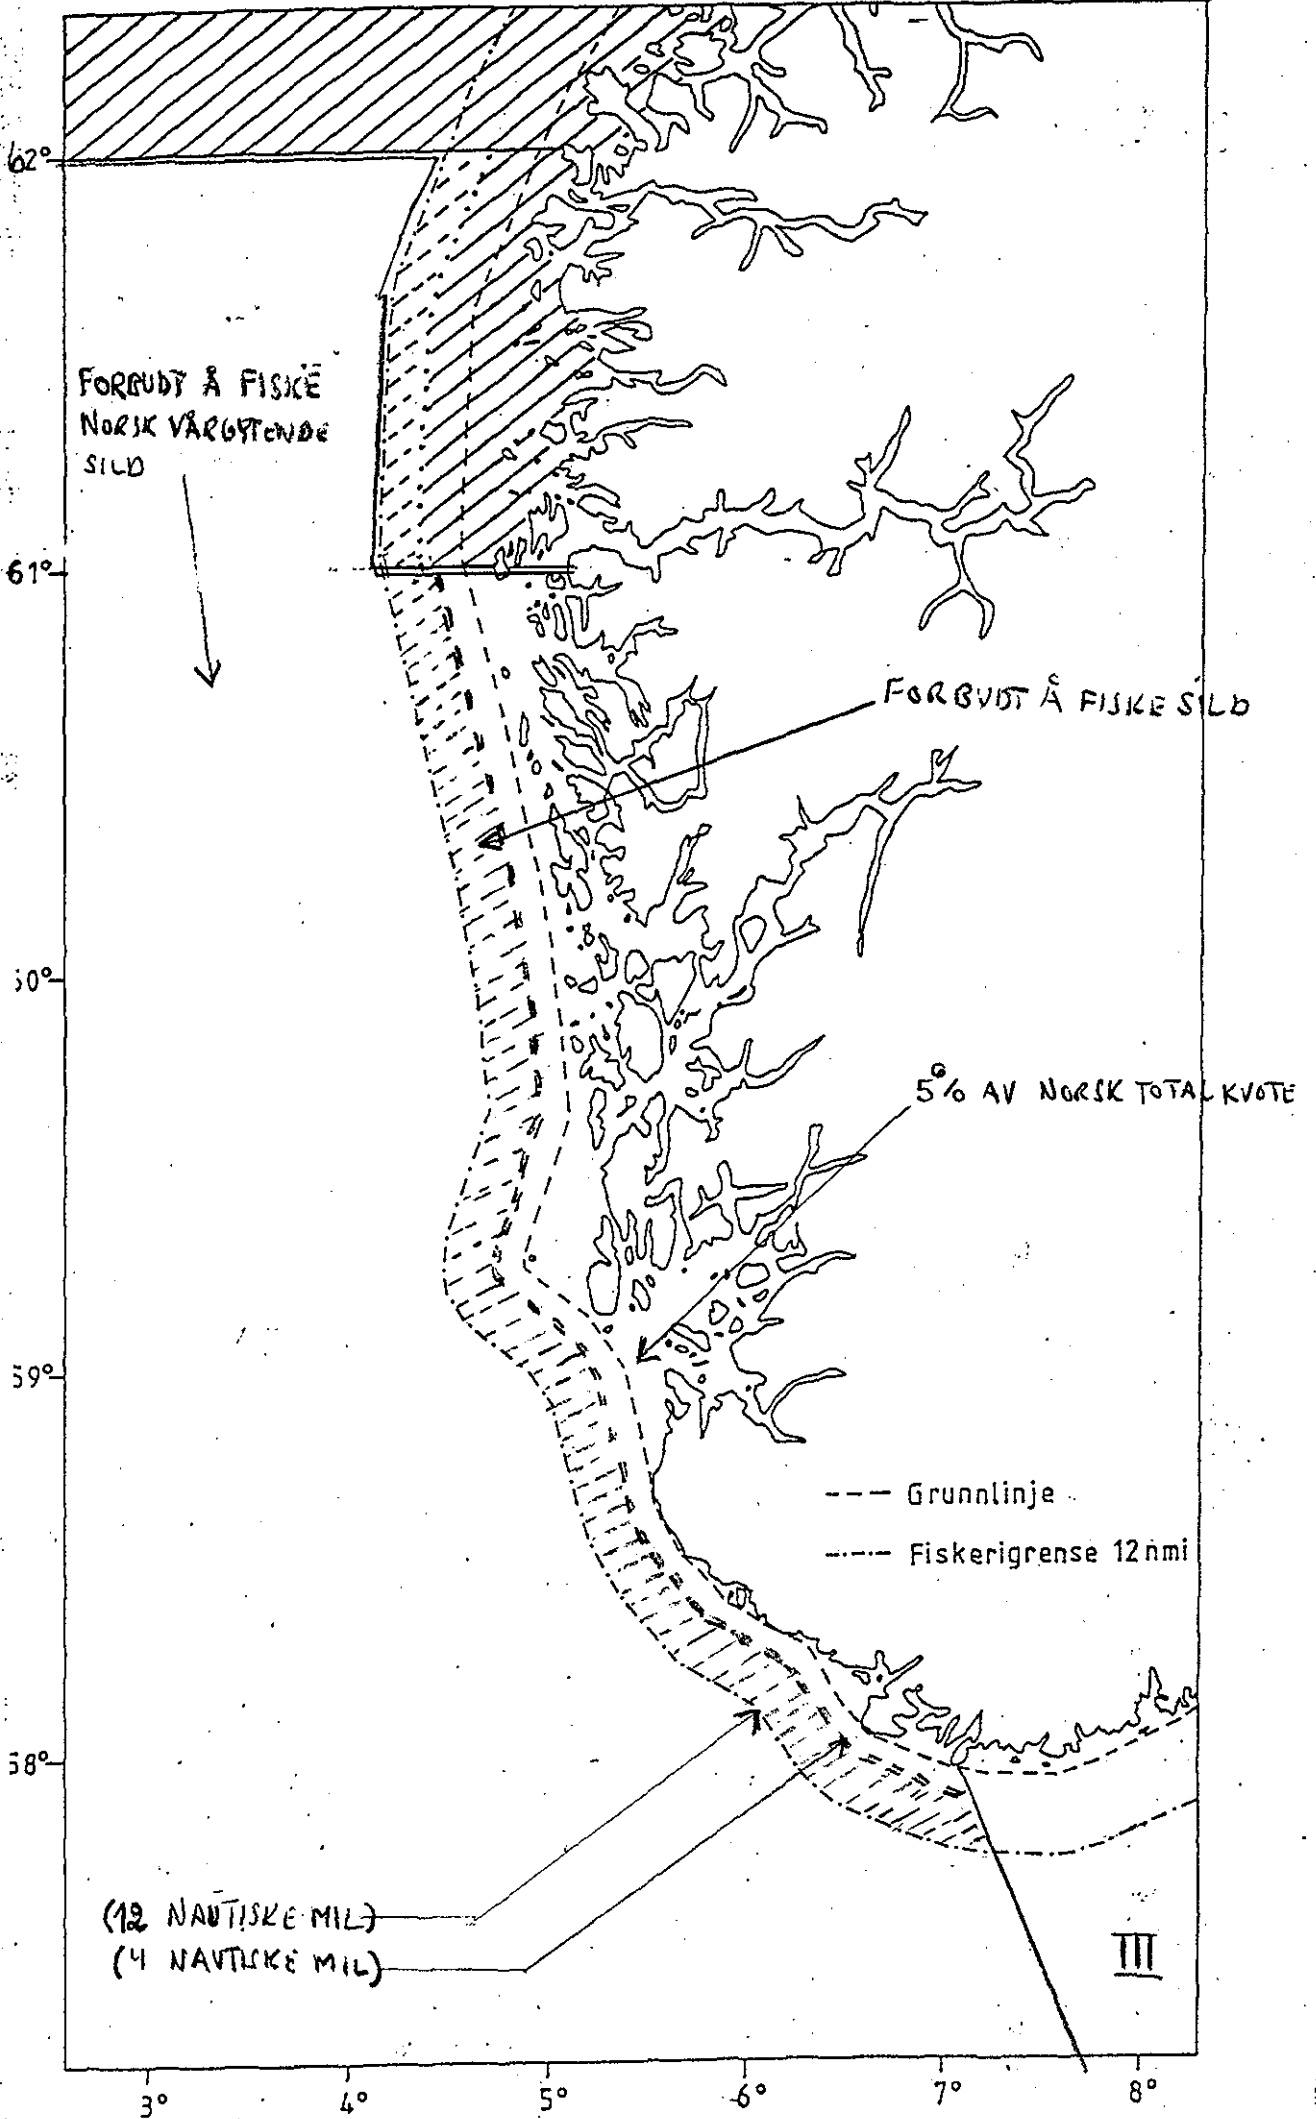 62°
FORBUDT Å FISKE
NORSK VÅRGYTENDE
SILD
61°
FORBUDT Å FISKE SILD
60°
5% AV NORSK TOTALKVOTE
59°
--- Grunnlinje
-·-·- Fiskerigrense 12 nmi
58°
(12 NAUTISKE MIL)
(4 NAUTISKE MIL)
III
3° 4° 5° 6° 7° 8°